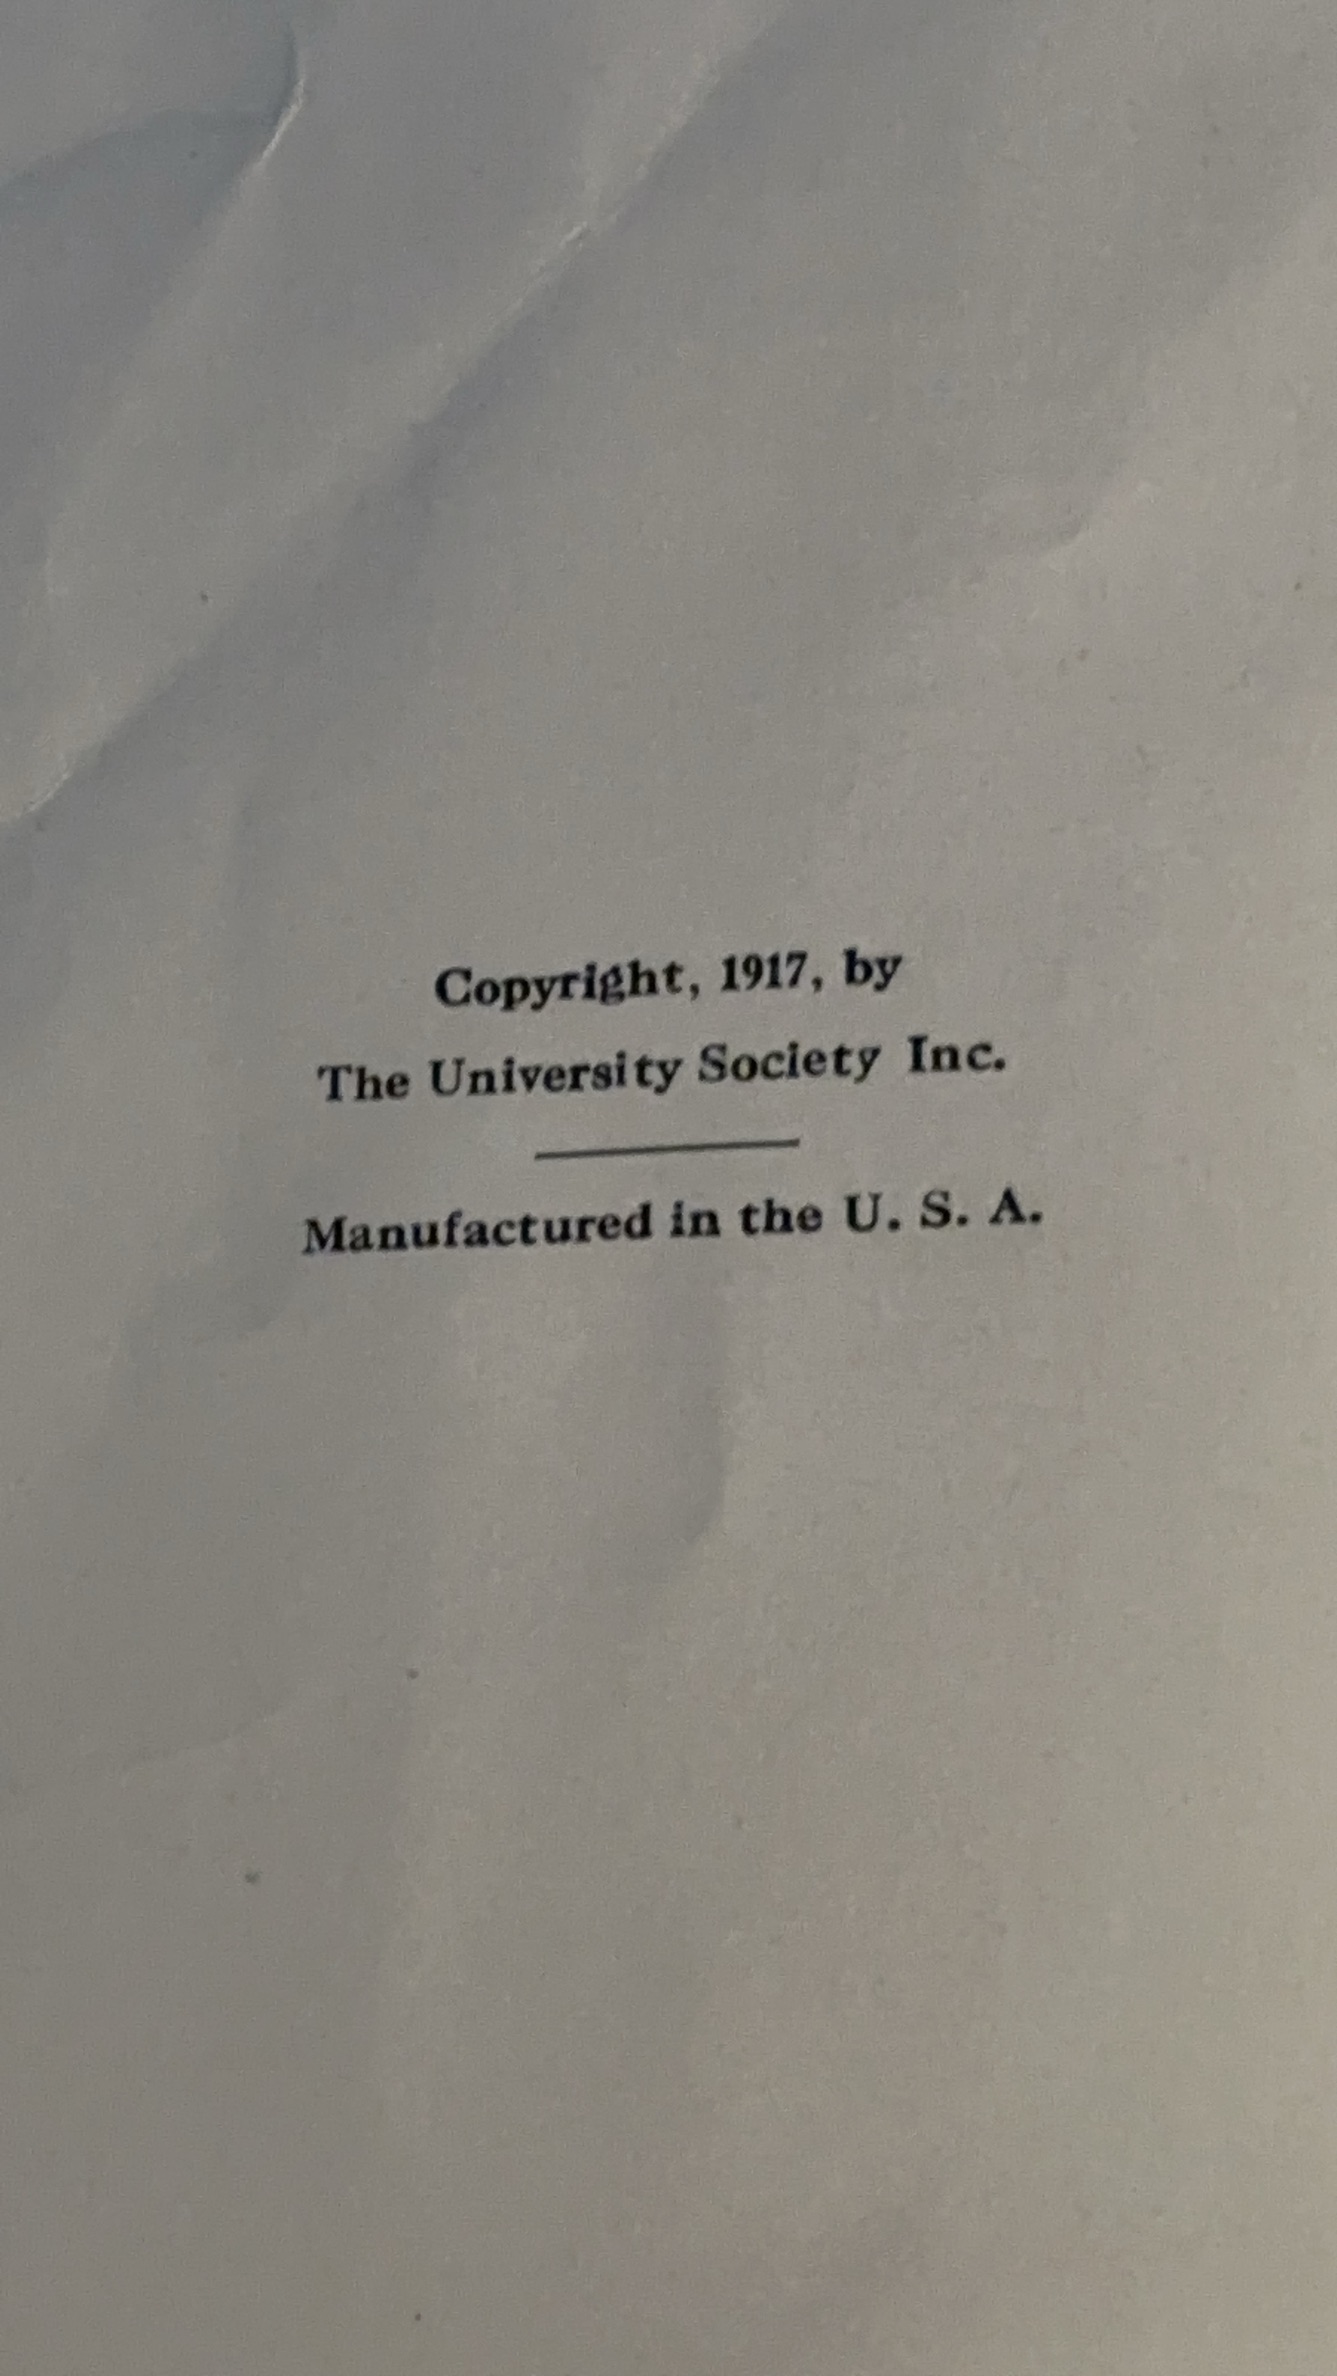 Copyright, 1917, by
The University Society Inc.
Manufactured in the U. S. A.